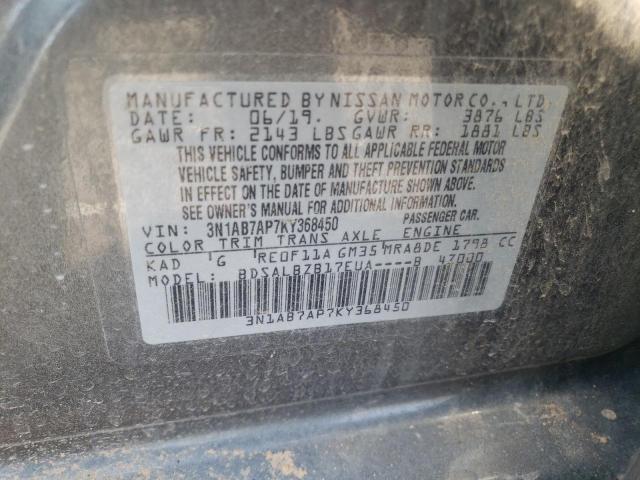 MANUFACTURED BY NISSAN MOTOR CO., LTD.
DATE: 06/19. GVWR: 3876 LBS
GAWR FR: 2143 LBS GAWR RR: 1881 LBS
THIS VEHICLE CONFORMS TO ALL APPLICABLE FEDERAL MOTOR
VEHICLE SAFETY, BUMPER AND THEFT PREVENTION STANDARDS
IN EFFECT ON THE DATE OF MANUFACTURE SHOWN ABOVE.
SEE OWNER'S MANUAL FOR ADDITIONAL INFORMATION.
VIN: 3N1AB7AP7KY368450 PASSENGER CAR.
COLOR TRIM TRANS AXLE ENGINE
KAD 'G 'RE0F11A GM35'MRA8DE 1798 CC
MODEL: BDSALBZB17EUA----B 47000
3N1AB7AP7KY368450